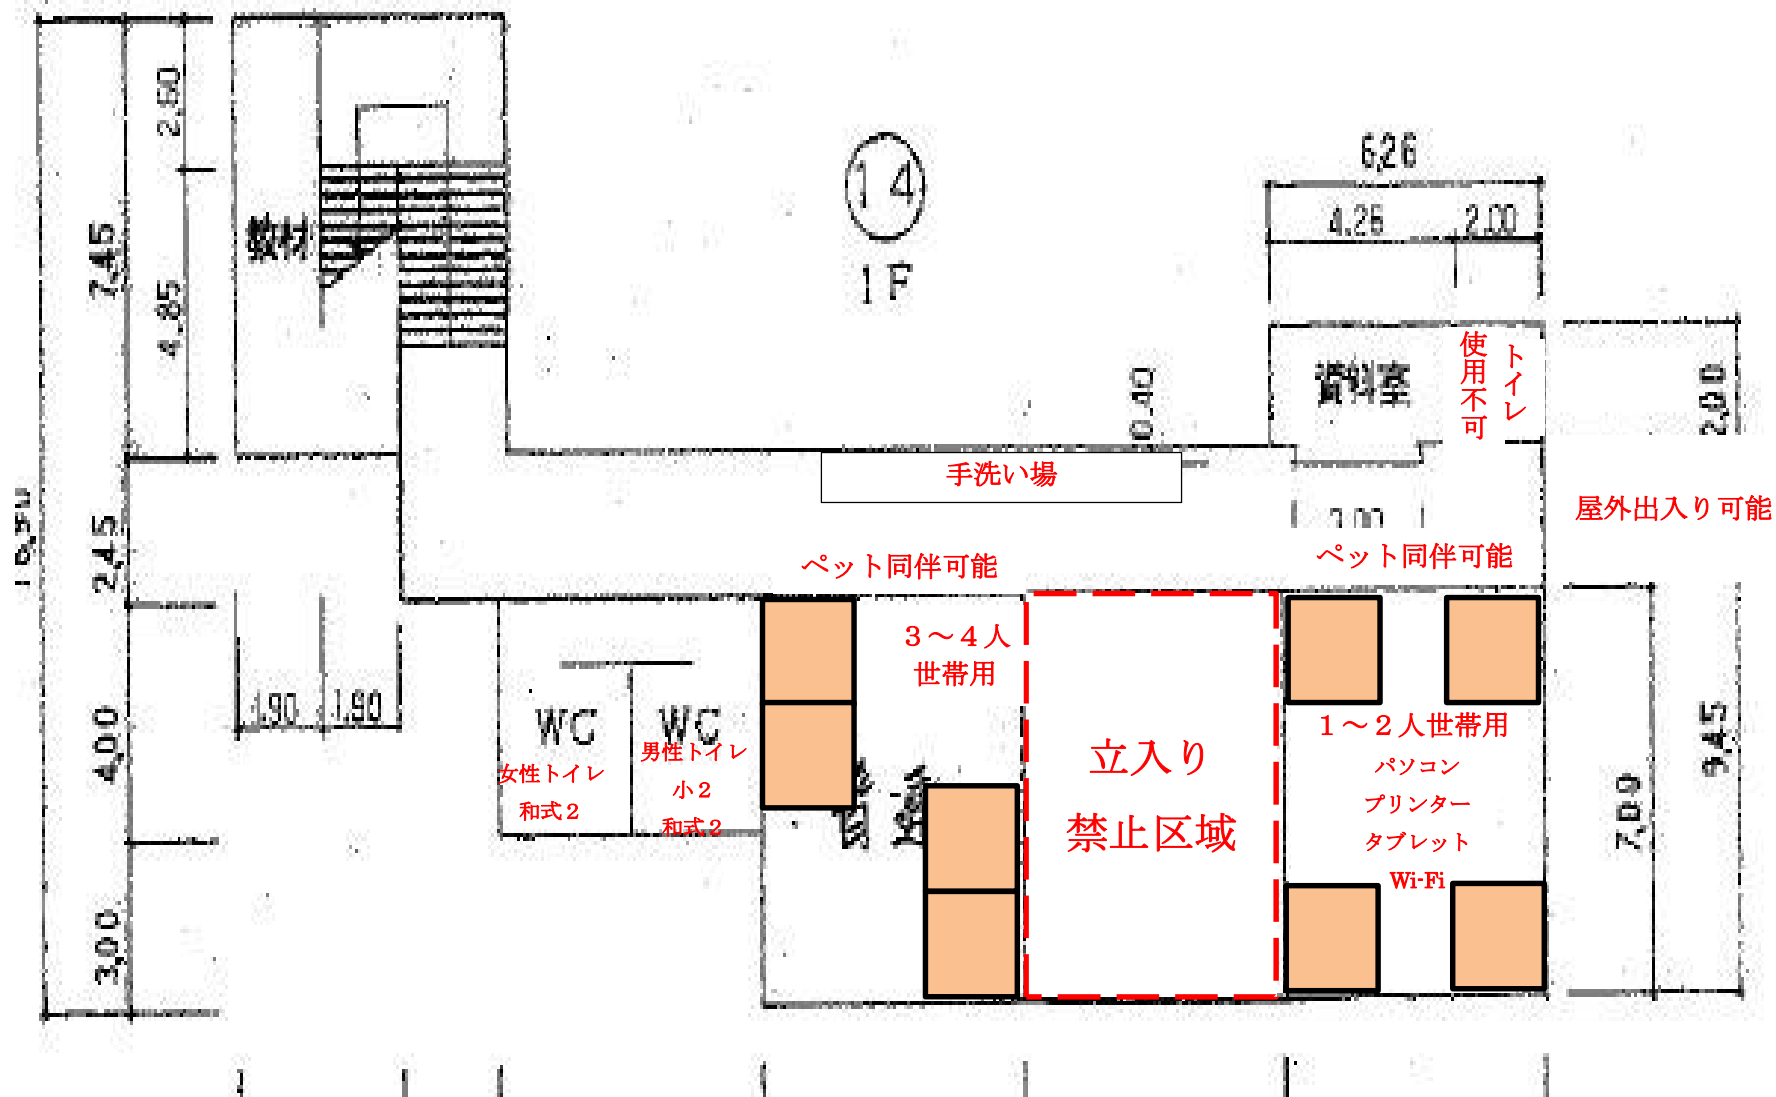 2.60
7.45
教材
4.85
14
1F
6.26
4.26
2.00
資料室
トイレ
使用不可
0.40
2.00
手洗い場
屋外出入り可能
2.45
ペット同伴可能
ペット同伴可能
3～4人
世帯用
1.90
1.90
WC
WC
女性トイレ
和式2
男性トイレ
小2
和式2
4.00
立入り
禁止区域
1～2人世帯用
パソコン
プリンター
タブレット
Wi-Fi
9.45
7.00
3.00